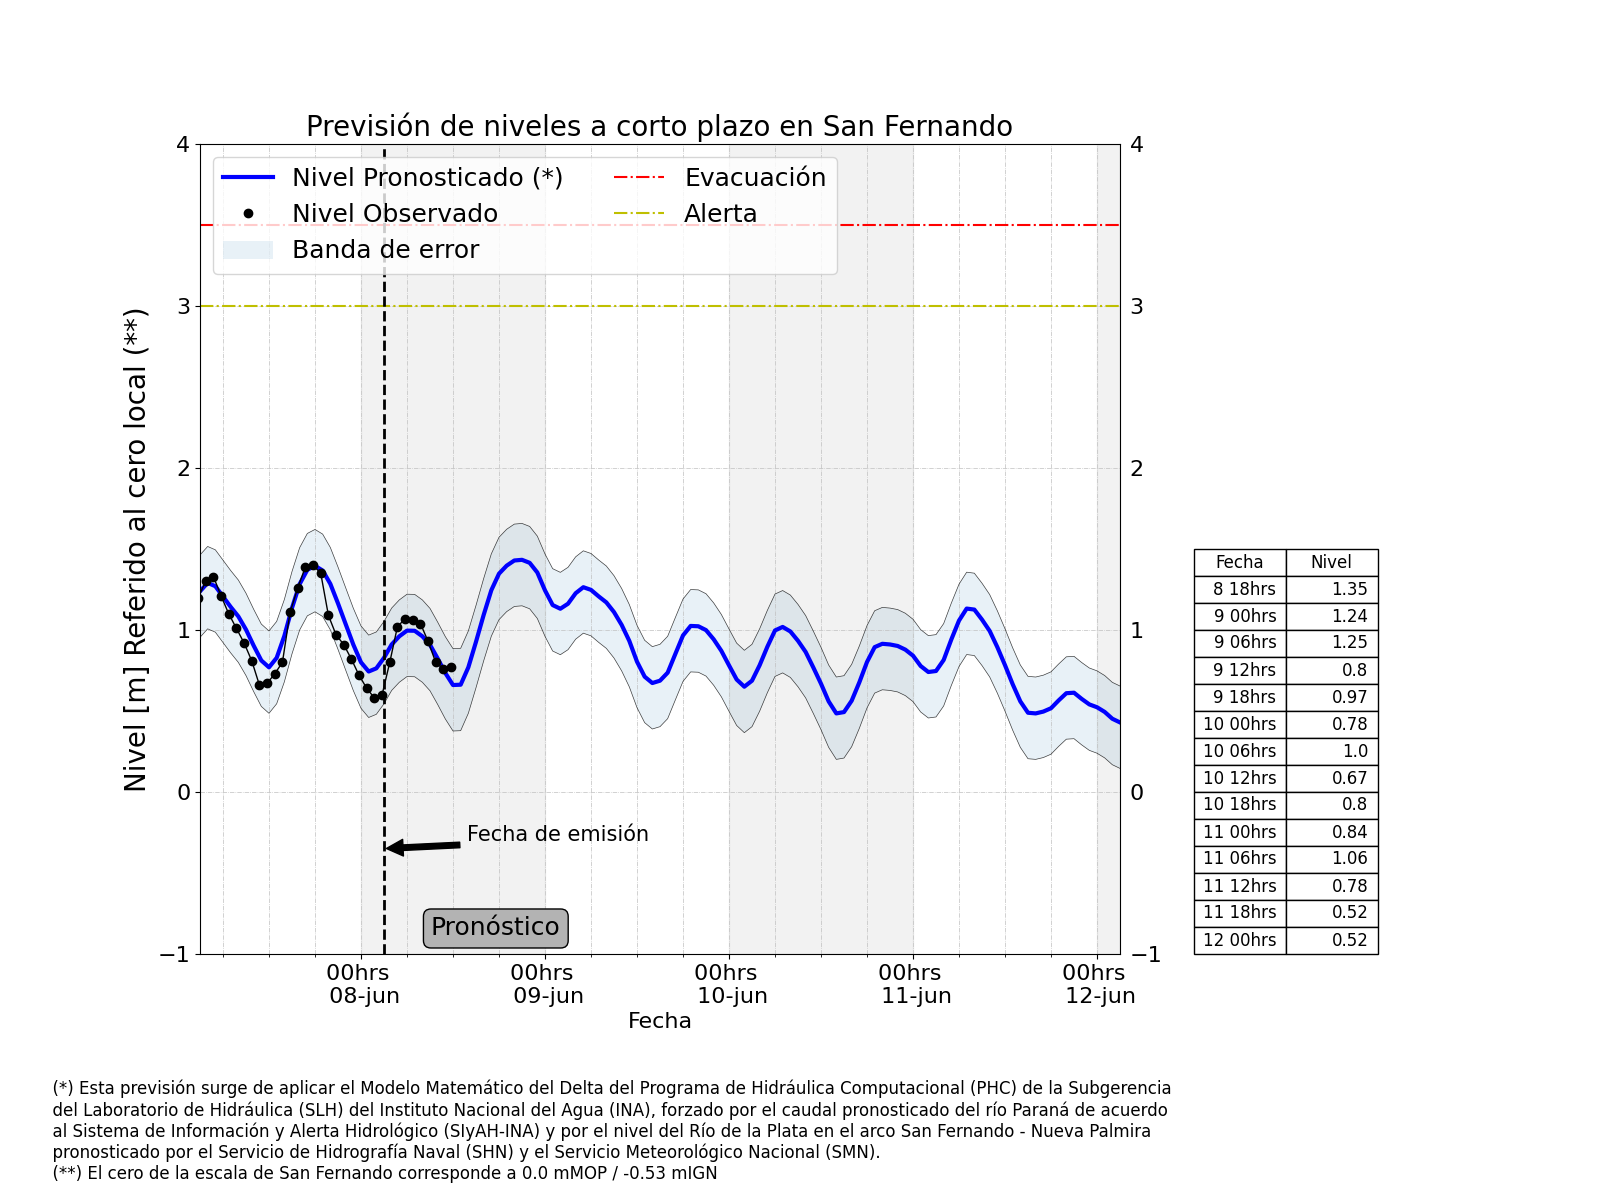 Previsión de niveles a corto plazo en San Fernando
4
3
2
1
0
−1
4
3
2
1
0
−1
Nivel [m] Referido al cero local (**)
Nivel Pronosticado (*)
Nivel Observado
Banda de error
Evacuación
Alerta
Fecha de emisión
Pronóstico
00hrs
08-jun
00hrs
09-jun
00hrs
10-jun
00hrs
11-jun
00hrs
12-jun
Fecha
Fecha Nivel
8 18hrs 1.35
9 00hrs 1.24
9 06hrs 1.25
9 12hrs 0.8
9 18hrs 0.97
10 00hrs 0.78
10 06hrs 1.0
10 12hrs 0.67
10 18hrs 0.8
11 00hrs 0.84
11 06hrs 1.06
11 12hrs 0.78
11 18hrs 0.52
12 00hrs 0.52
(*) Esta previsión surge de aplicar el Modelo Matemático del Delta del Programa de Hidráulica Computacional (PHC) de la Subgerencia
del Laboratorio de Hidráulica (SLH) del Instituto Nacional del Agua (INA), forzado por el caudal pronosticado del río Paraná de acuerdo
al Sistema de Información y Alerta Hidrológico (SIyAH-INA) y por el nivel del Río de la Plata en el arco San Fernando - Nueva Palmira
pronosticado por el Servicio de Hidrografía Naval (SHN) y el Servicio Meteorológico Nacional (SMN).
(**) El cero de la escala de San Fernando corresponde a 0.0 mMOP / -0.53 mIGN